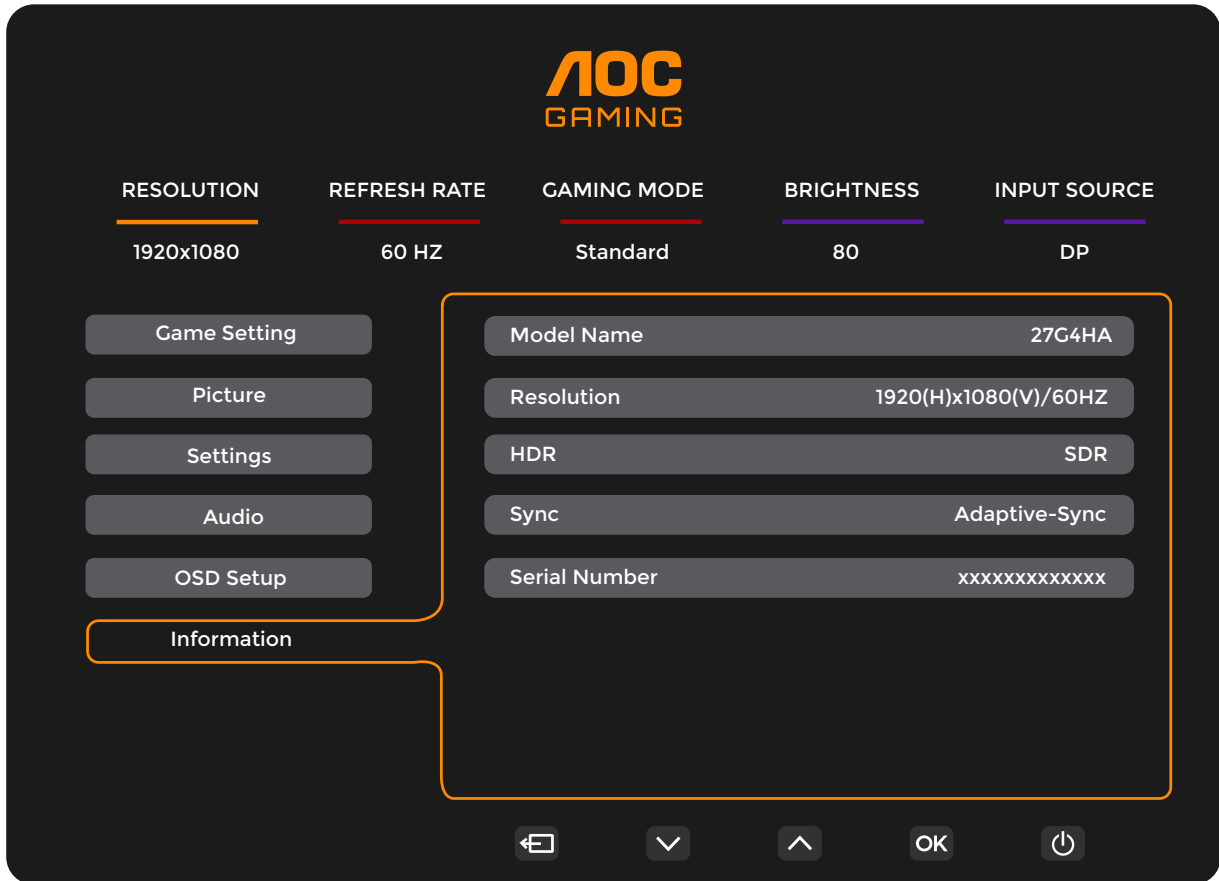 AOC
GAMING
RESOLUTION REFRESH RATE GAMING MODE BRIGHTNESS INPUT SOURCE
1920x1080 60 HZ Standard 80 DP
Game Setting
Picture
Settings
Audio
OSD Setup
Information
Model Name 27G4HA
Resolution 1920(H)x1080(V)/60HZ
HDR SDR
Sync Adaptive-Sync
Serial Number xxxxxxxxxxxxx
OK